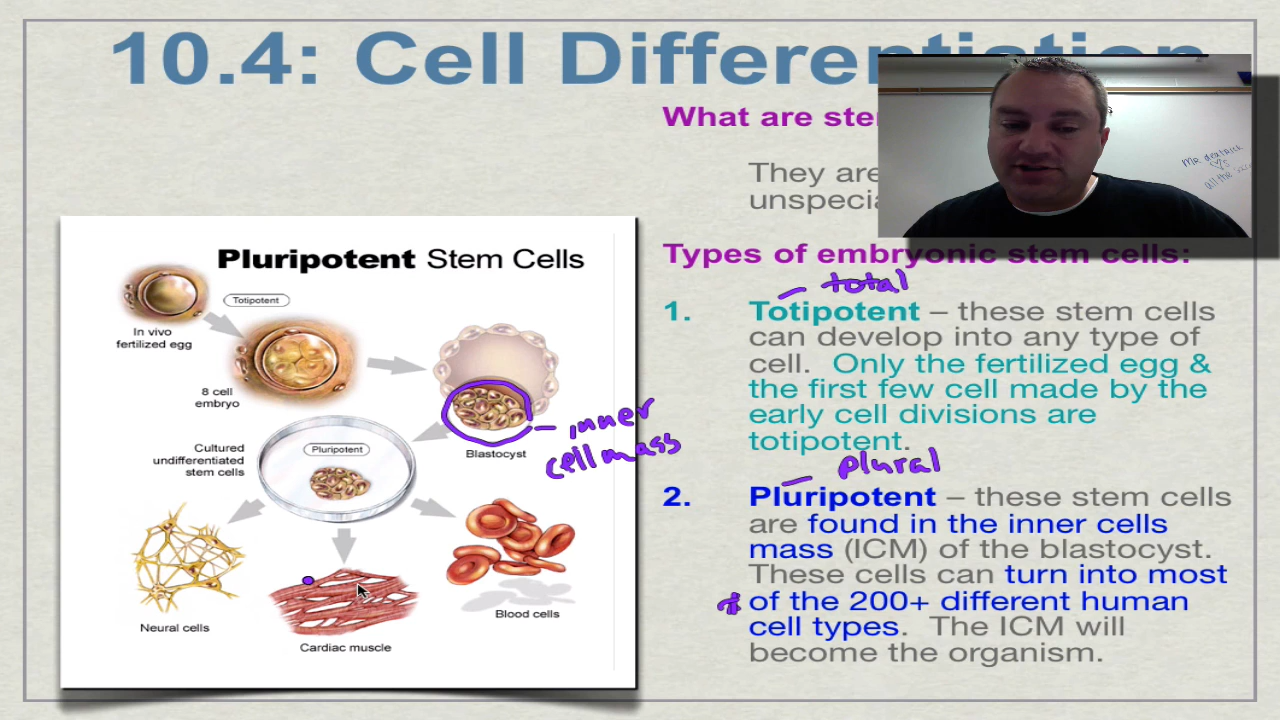 10.4: Cell Differentiation
What are ste
They are
unspecia
Types of embryonic stem cells:
total
1. Totipotent – these stem cells
can develop into any type of
cell. Only the fertilized egg &
the first few cell made by the
early cell divisions are
totipotent.
plural
2. Pluripotent – these stem cells
are found in the inner cells
mass (ICM) of the blastocyst.
These cells can turn into most
of the 200+ different human
cell types. The ICM will
become the organism.
Pluripotent Stem Cells
Totipotent
In vivo
fertilized egg
8 cell
embryo
Blastocyst
inner
cell mass
Cultured
undifferentiated
stem cells
Pluripotent
Neural cells
Cardiac muscle
Blood cells
Mr
all the